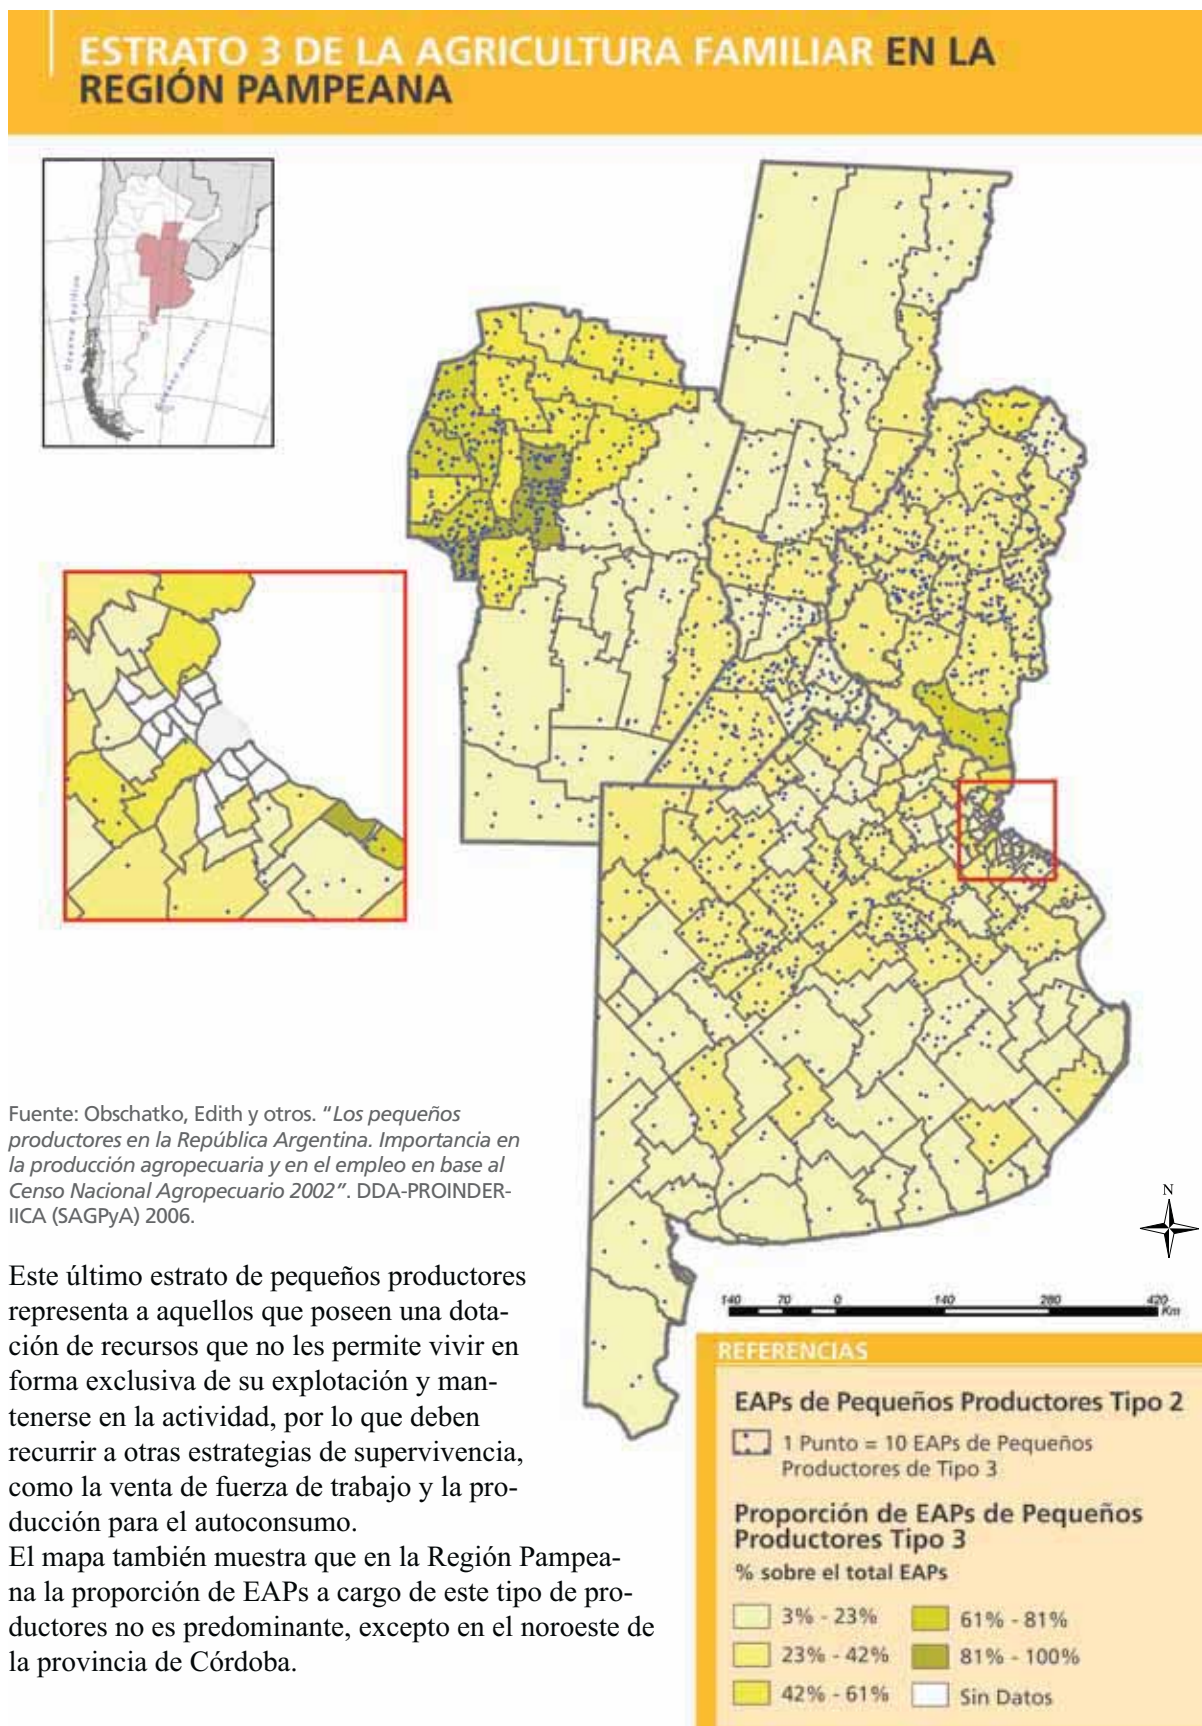 ESTRATO 3 DE LA AGRICULTURA FAMILIAR EN LA
REGIÓN PAMPEANA
Oceano Pacífico
Oceano Atlantico
Fuente: Obschatko, Edith y otros. "Los pequeños
productores en la República Argentina. Importancia en
la producción agropecuaria y en el empleo en base al
Censo Nacional Agropecuario 2002". DDA-PROINDER-
IICA (SAGPyA) 2006.
Este último estrato de pequeños productores
representa a aquellos que poseen una dota-
ción de recursos que no les permite vivir en
forma exclusiva de su explotación y man-
tenerse en la actividad, por lo que deben
recurrir a otras estrategias de supervivencia,
como la venta de fuerza de trabajo y la pro-
ducción para el autoconsumo.
El mapa también muestra que en la Región Pampea-
na la proporción de EAPs a cargo de este tipo de pro-
ductores no es predominante, excepto en el noroeste de
la provincia de Córdoba.
N
140 70 0 140 280 420
Km
REFERENCIAS
EAPs de Pequeños Productores Tipo 2
1 Punto = 10 EAPs de Pequeños
Productores de Tipo 3
Proporción de EAPs de Pequeños
Productores Tipo 3
% sobre el total EAPs
3% - 23%
23% - 42%
42% - 61%
61% - 81%
81% - 100%
Sin Datos